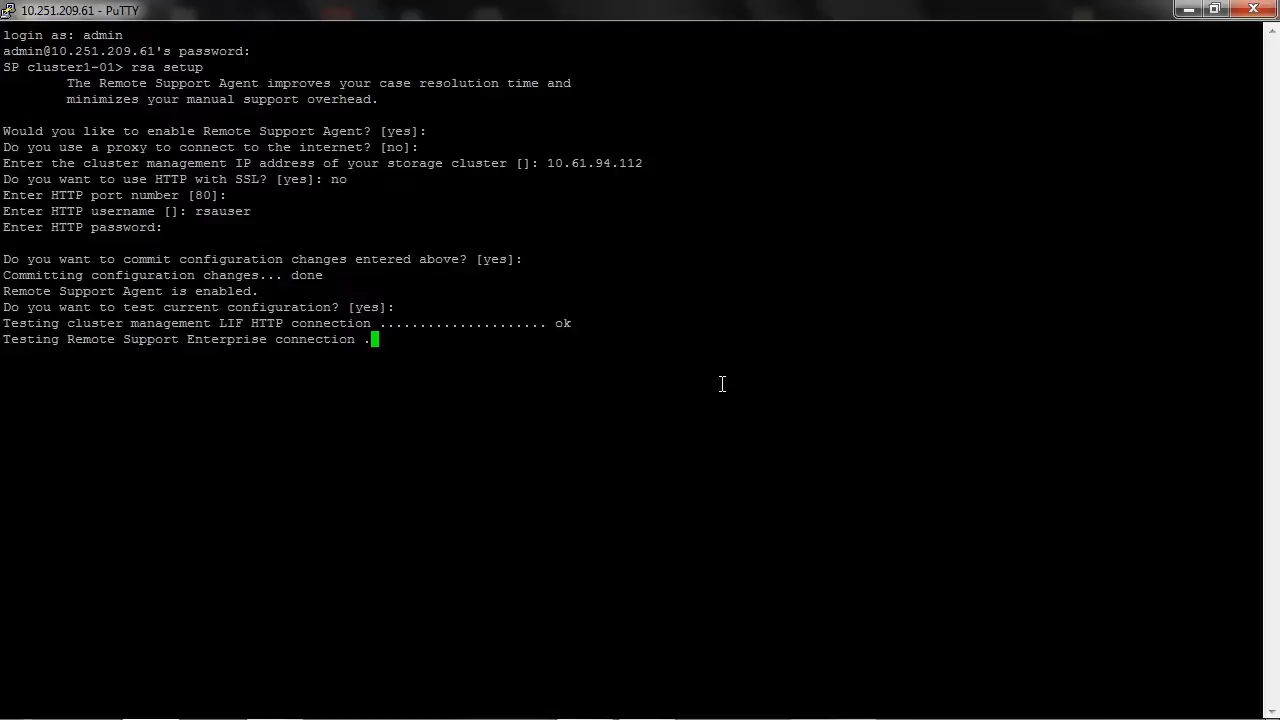 10.251.209.61 - PuTTY
login as: admin
admin@10.251.209.61's password:
SP cluster1-01> rsa setup
The Remote Support Agent improves your case resolution time and
minimizes your manual support overhead.
Would you like to enable Remote Support Agent? [yes]:
Do you use a proxy to connect to the internet? [no]:
Enter the cluster management IP address of your storage cluster []: 10.61.94.112
Do you want to use HTTP with SSL? [yes]: no
Enter HTTP port number [80]:
Enter HTTP username []: rsauser
Enter HTTP password:
Do you want to commit configuration changes entered above? [yes]:
Committing configuration changes... done
Remote Support Agent is enabled.
Do you want to test current configuration? [yes]:
Testing cluster management LIF HTTP connection ..................... ok
Testing Remote Support Enterprise connection .